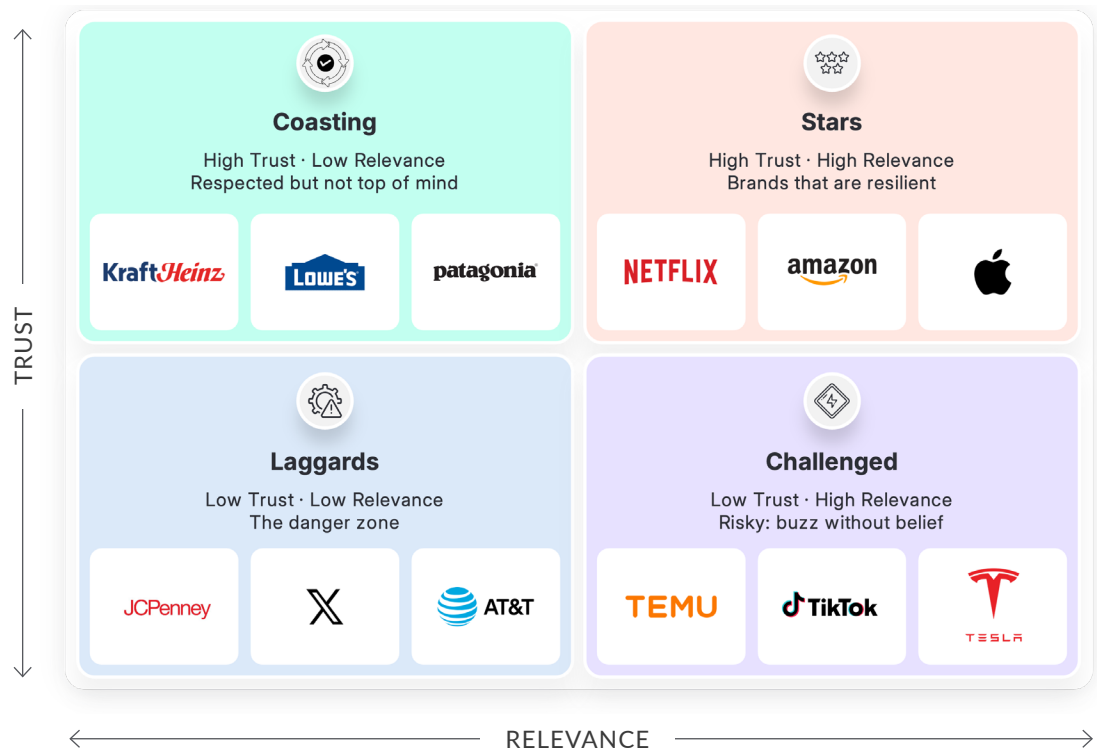 Coasting
High Trust · Low Relevance
Respected but not top of mind
KraftHeinz
LOWE'S
patagonia®
Stars
High Trust · High Relevance
Brands that are resilient
NETFLIX
amazon
TRUST
Laggards
Low Trust · Low Relevance
The danger zone
JCPenney
X
AT&T
Challenged
Low Trust · High Relevance
Risky: buzz without belief
TEMU
TikTok
TESLA
RELEVANCE